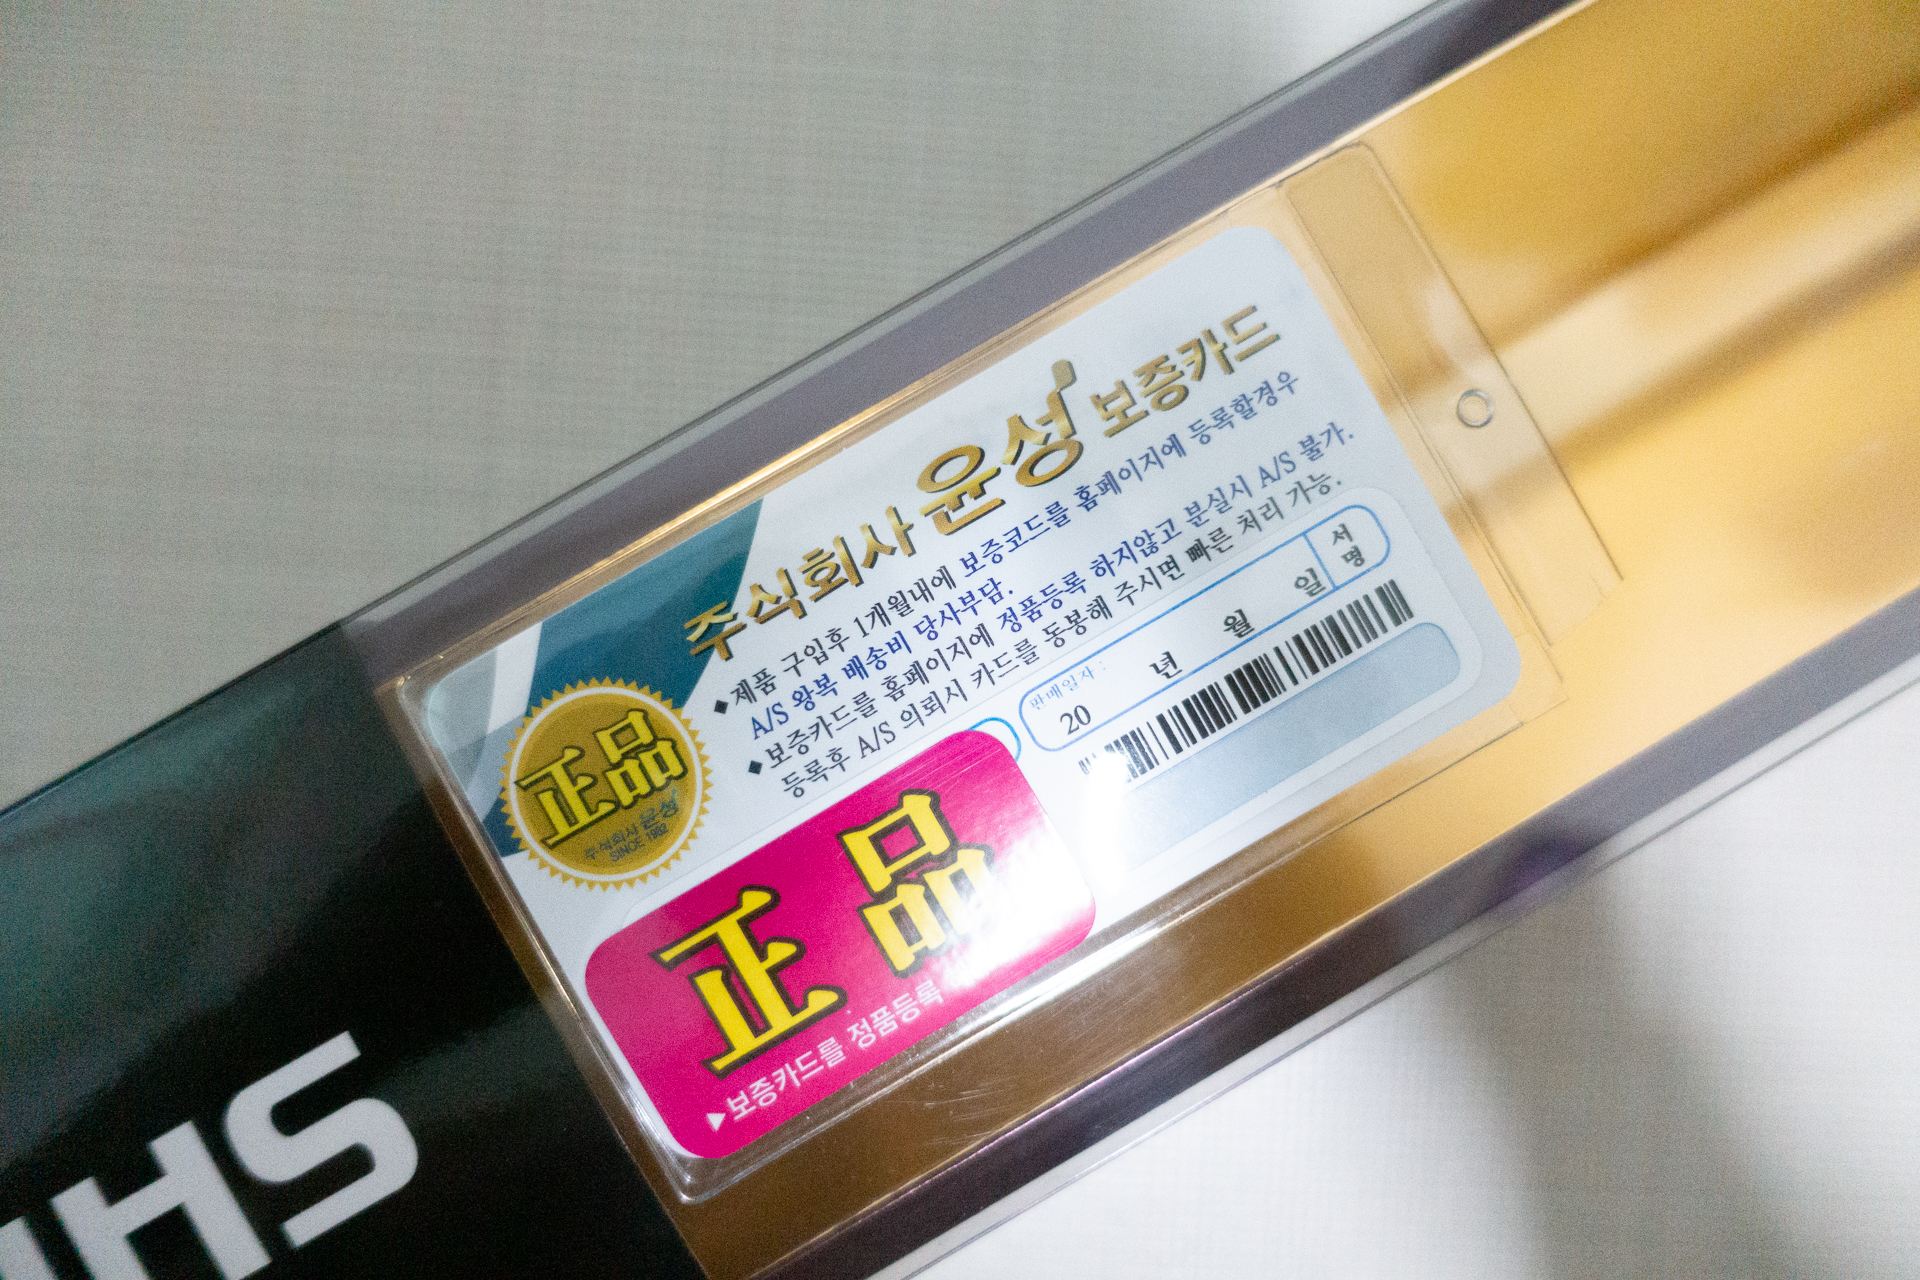 주식회사 윤성 보증카드
◆제품 구입후 1개월내에 보증코드를 홈페이지에 등록할경우
A/S 왕복 배송비 당사부담.
◆보증카드를 홈페이지에 정품등록 하지않고 분실시 A/S 불가.
등록후 A/S 의뢰시 카드를 동봉해 주시면 빠른 처리 가능.
正品
주식회사 윤성
SINCE 1982
판매일자 :
20 년 월 일
서명
正品
▶보증카드를 정품등록
SH